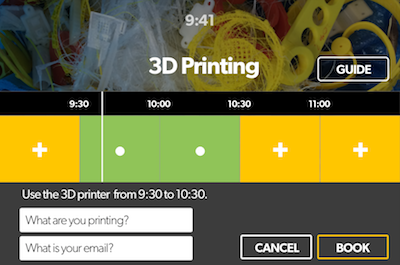 9:41
3D Printing
GUIDE
9:30 10:00 10:30 11:00
Use the 3D printer from 9:30 to 10:30.
What are you printing?
What is your email?
CANCEL BOOK